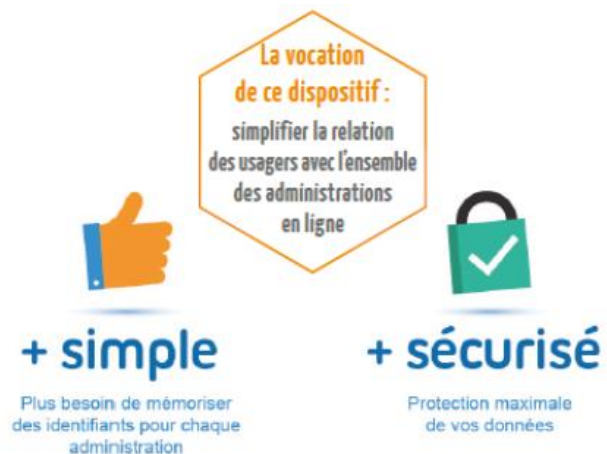 La vocation
de ce dispositif :
simplifier la relation
des usagers avec l'ensemble
des administrations
en ligne
+ simple
Plus besoin de mémoriser
des identifiants pour chaque
administration
+ sécurisé
Protection maximale
de vos données